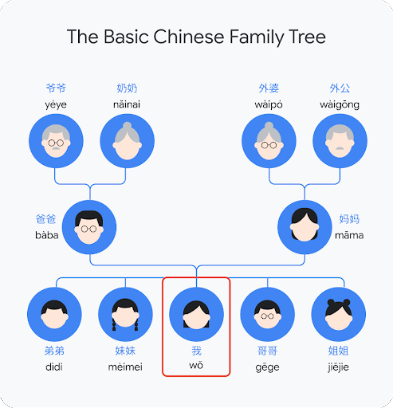 The Basic Chinese Family Tree
爷爷 奶奶 外婆 外公
yéye năinai wàipó wàigōng
爸爸 妈妈
bàba māma
弟弟 妹妹 我 哥哥 姐姐
dìdi mèimei wǒ gēge jiějie